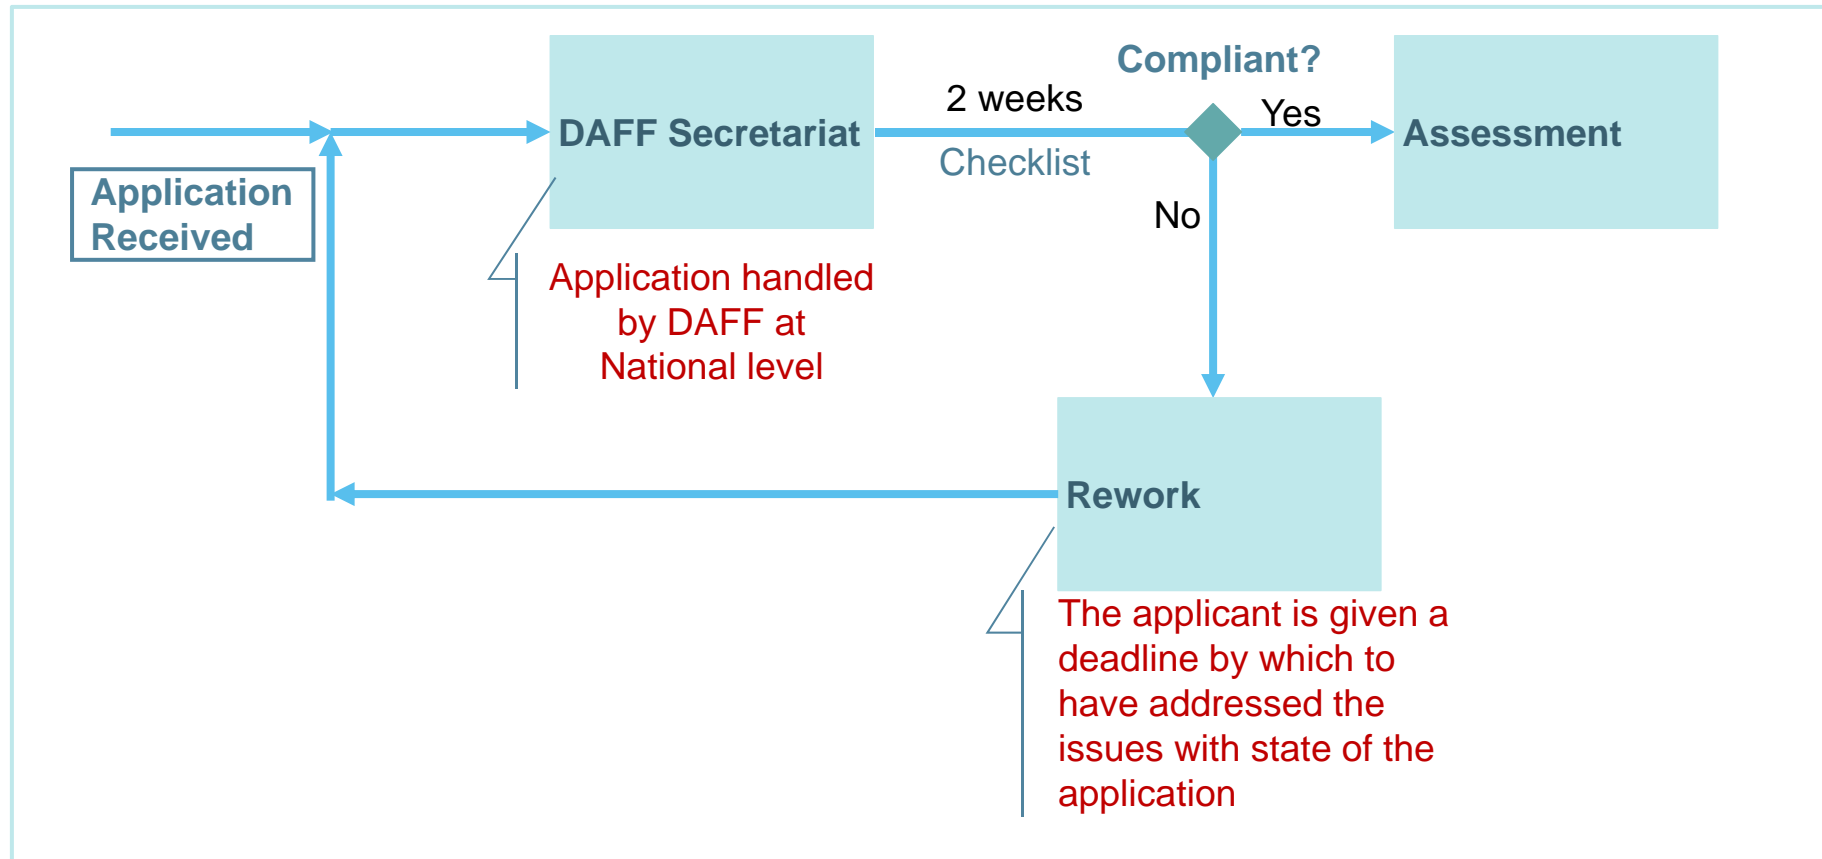 Compliant?
2 weeks
Yes
DAFF Secretariat
Assessment
Checklist
Application
Received
No
Application handled
by DAFF at
National level
Rework
The applicant is given a
deadline by which to
have addressed the
issues with state of the
application